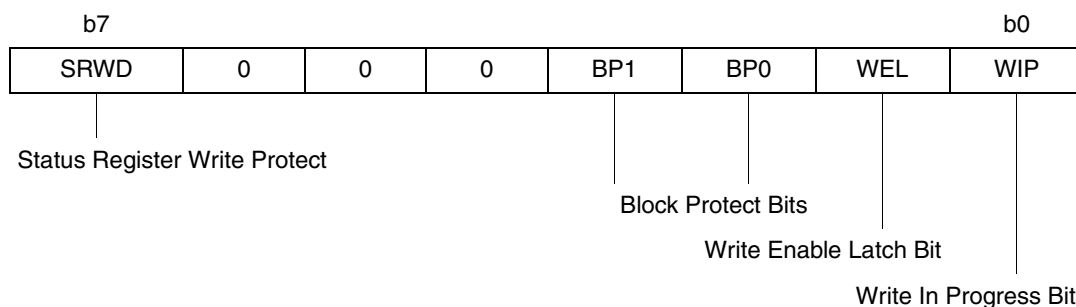 b7 b0
SRWD 0 0 0 BP1 BP0 WEL WIP
Status Register Write Protect
Block Protect Bits
Write Enable Latch Bit
Write In Progress Bit